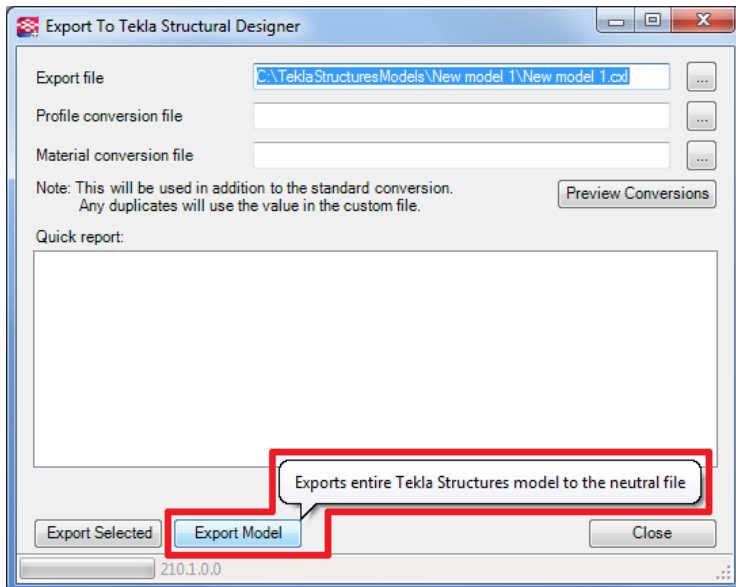 Export To Tekla Structural Designer
Export file
C:\TeklaStructuresModels\New model 1\New model 1.cxl
...
Profile conversion file
...
Material conversion file
...
Note: This will be used in addition to the standard conversion.
Any duplicates will use the value in the custom file.
Preview Conversions
Quick report:
Exports entire Tekla Structures model to the neutral file
Export Selected
Export Model
Close
210.1.0.0